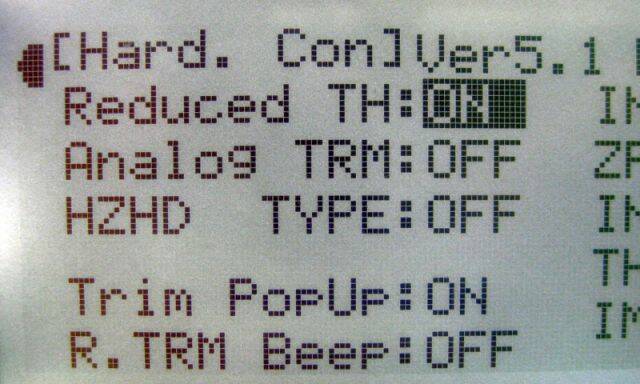 [Hard. Con]Ver5.1
Reduced TH:ON
Analog TRM:OFF
HZHD TYPE:OFF
Trim PopUp:ON
R.TRM Beep:OFF